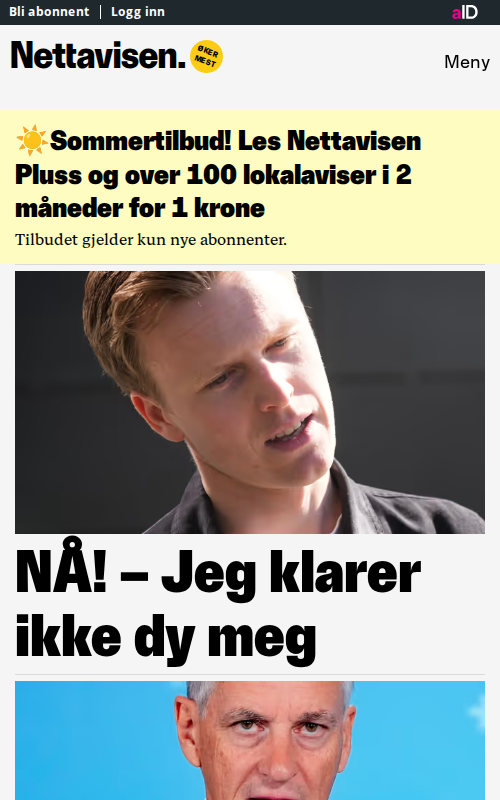 Bli abonnent | Logg inn
aID
Nettavisen.
ØKER
MEST
Meny
☀️Sommertilbud! Les Nettavisen
Pluss og over 100 lokalaviser i 2
måneder for 1 krone
Tilbudet gjelder kun nye abonnenter.
NÅ! – Jeg klarer
ikke dy meg